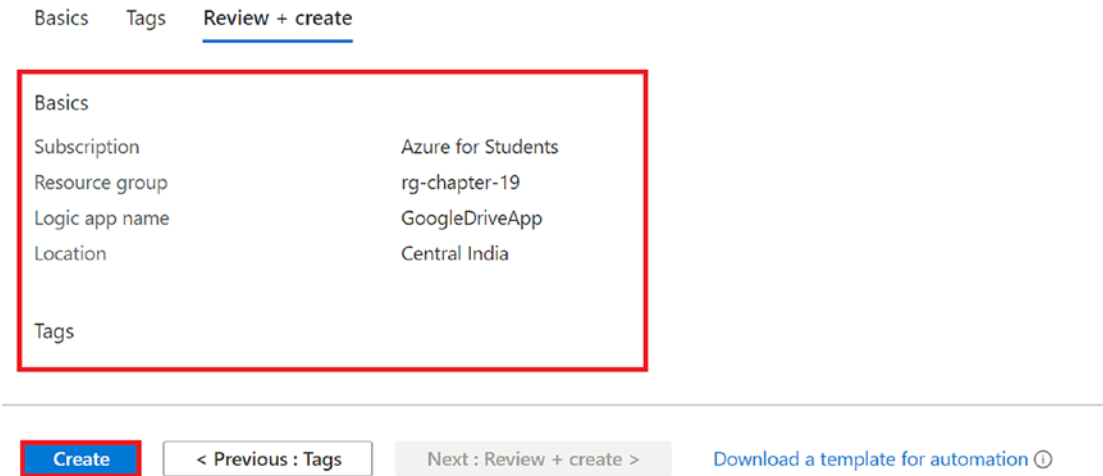 Basics Tags Review + create
Basics
Subscription Azure for Students
Resource group rg-chapter-19
Logic app name GoogleDriveApp
Location Central India
Tags
Create < Previous : Tags Next : Review + create > Download a template for automation